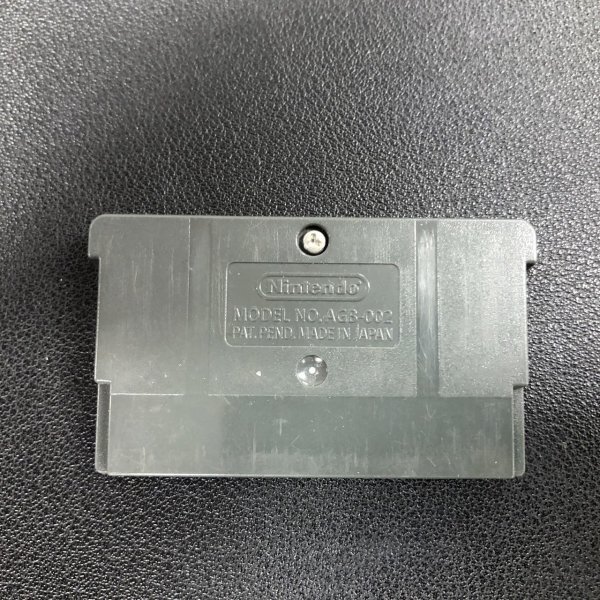 Nintendo
MODEL NO. AGB-002
PAT. PEND. MADE IN JAPAN